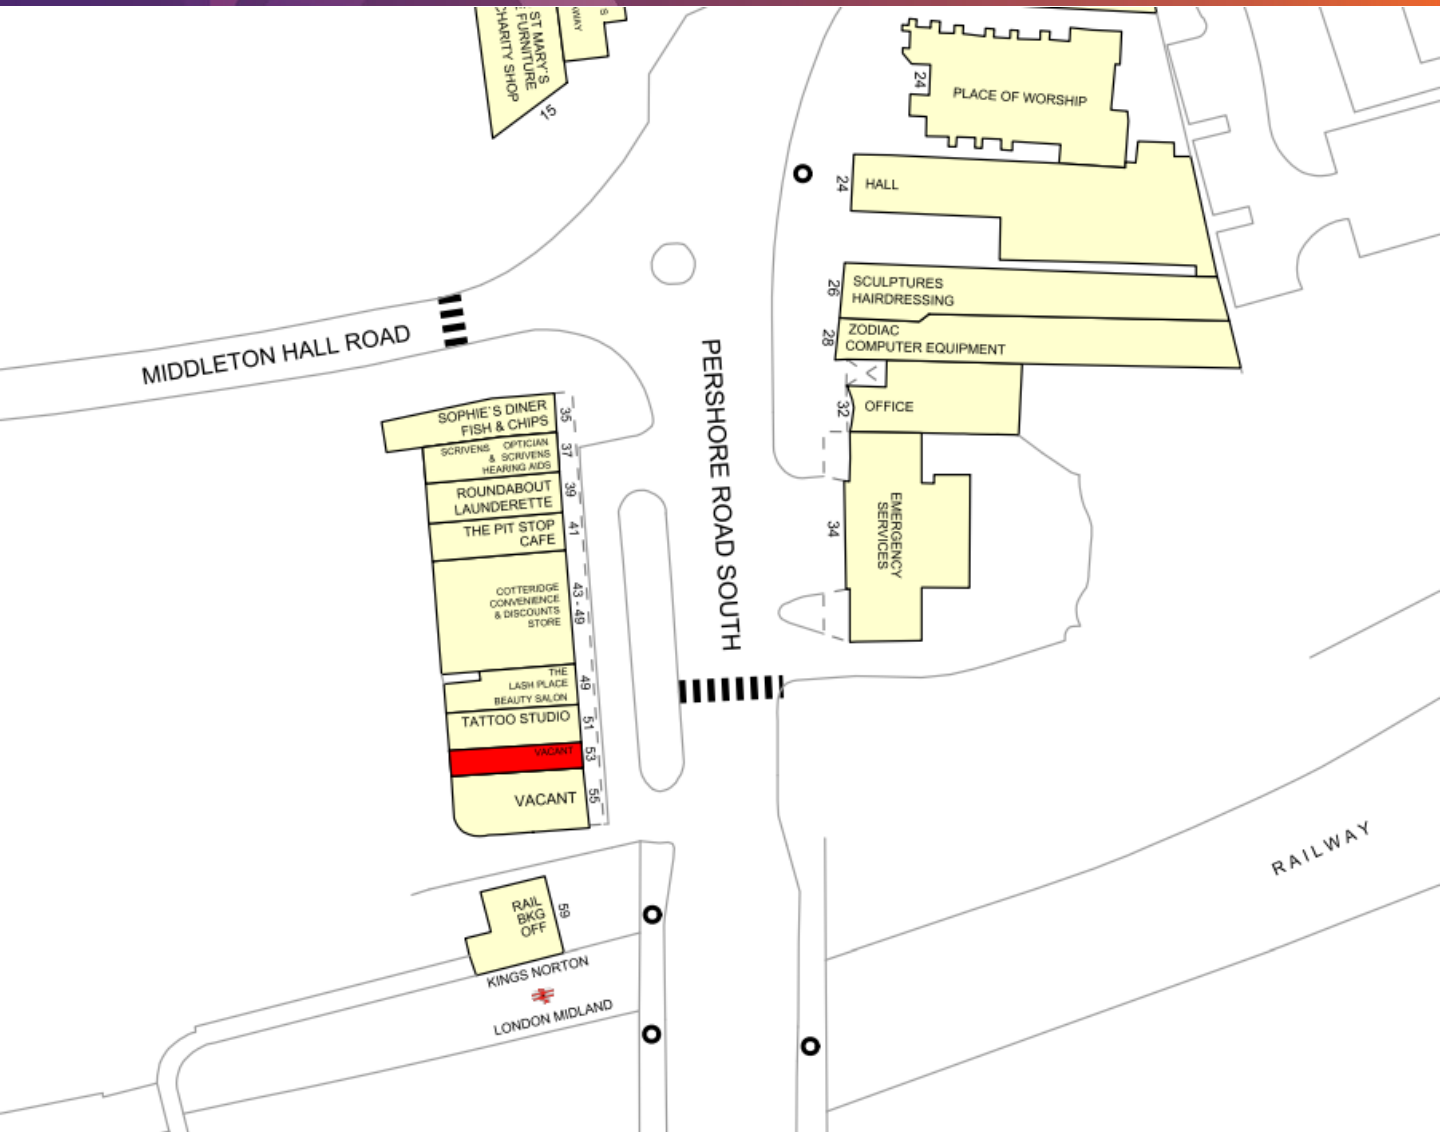 ST MARY'S
FURNITURE
CHARITY SHOP
15
24
PLACE OF WORSHIP
24
HALL
26
SCULPTURES
HAIRDRESSING
28
ZODIAC
COMPUTER EQUIPMENT
32
OFFICE
34
EMERGENCY
SERVICES
MIDDLETON HALL ROAD
PERSHORE ROAD SOUTH
SOPHIE`S DINER
FISH & CHIPS
35
SCRIVENS OPTICIAN
& SCRIVENS
HEARING AIDS
37
ROUNDABOUT
LAUNDERETTE
39
THE PIT STOP
CAFE
41
COTTERIDGE
CONVENIENCE
& DISCOUNTS
STORE
43 - 49
THE
LASH PLACE
BEAUTY SALON
49
TATTOO STUDIO
51
VACANT
53
VACANT
55
RAIL
BKG
OFF
59
KINGS NORTON
LONDON MIDLAND
RAILWAY